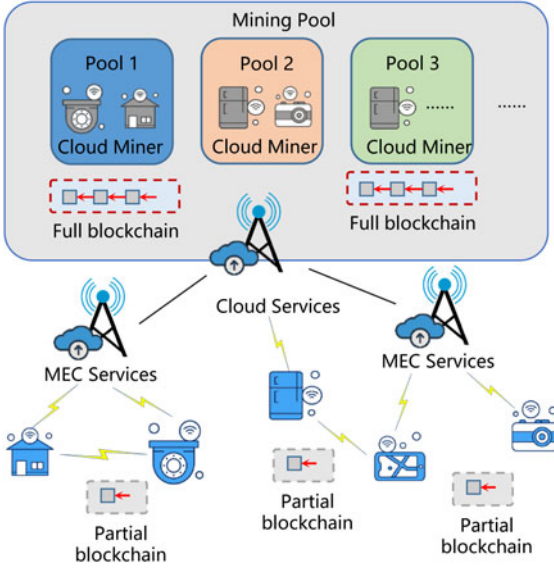 Mining Pool
Pool 1
Pool 2
Pool 3
......
......
Cloud Miner
Cloud Miner
Cloud Miner
Full blockchain
Full blockchain
Cloud Services
MEC Services
MEC Services
Partial
blockchain
Partial
blockchain
Partial
blockchain